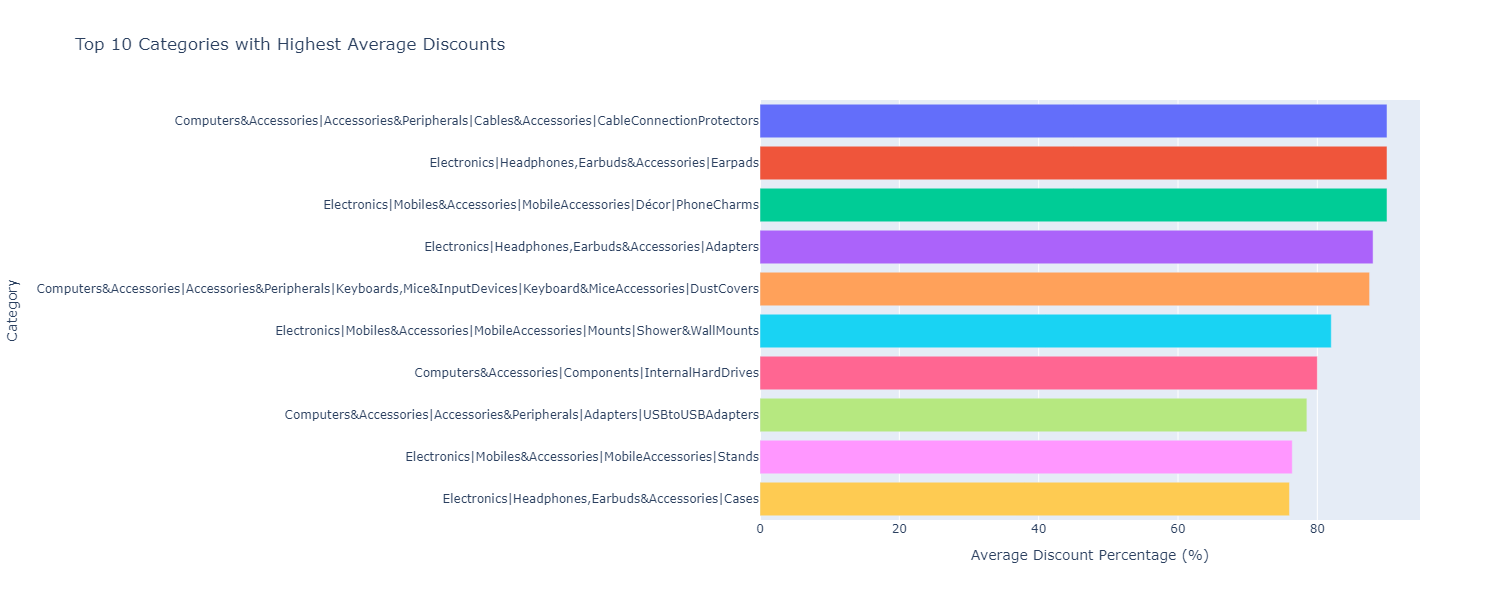 Top 10 Categories with Highest Average Discounts
Category
Computers&Accessories|Accessories&Peripherals|Cables&Accessories|CableConnectionProtectors
Electronics|Headphones,Earbuds&Accessories|Earpads
Electronics|Mobiles&Accessories|MobileAccessories|Décor|PhoneCharms
Electronics|Headphones,Earbuds&Accessories|Adapters
Computers&Accessories|Accessories&Peripherals|Keyboards,Mice&InputDevices|Keyboard&MiceAccessories|DustCovers
Electronics|Mobiles&Accessories|MobileAccessories|Mounts|Shower&WallMounts
Computers&Accessories|Components|InternalHardDrives
Computers&Accessories|Accessories&Peripherals|Adapters|USBtoUSBAdapters
Electronics|Mobiles&Accessories|MobileAccessories|Stands
Electronics|Headphones,Earbuds&Accessories|Cases
0 20 40 60 80
Average Discount Percentage (%)